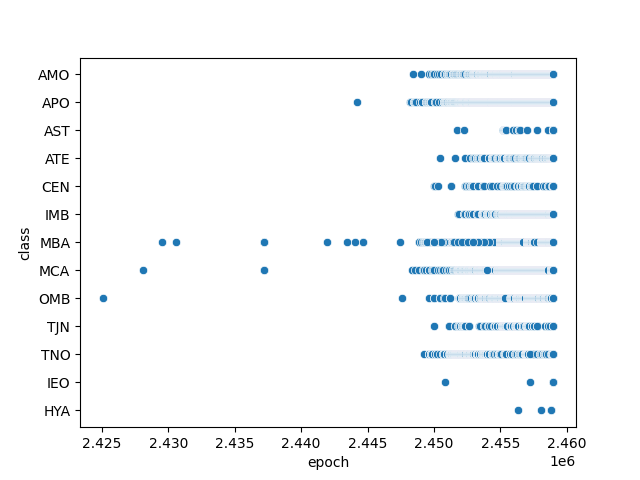 AMO
APO
AST
ATE
CEN
IMB
MBA
MCA
OMB
TJN
TNO
IEO
HYA
class
2.425 2.430 2.435 2.440 2.445 2.450 2.455 2.460
1e6
epoch